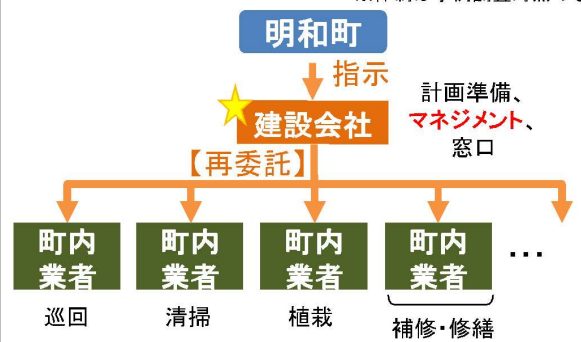 明和町
指示
建設会社
計画準備、
マネジメント、
窓口
【再委託】
町内
業者
町内
業者
町内
業者
町内
業者
…
巡回
清掃
植栽
補修・修繕